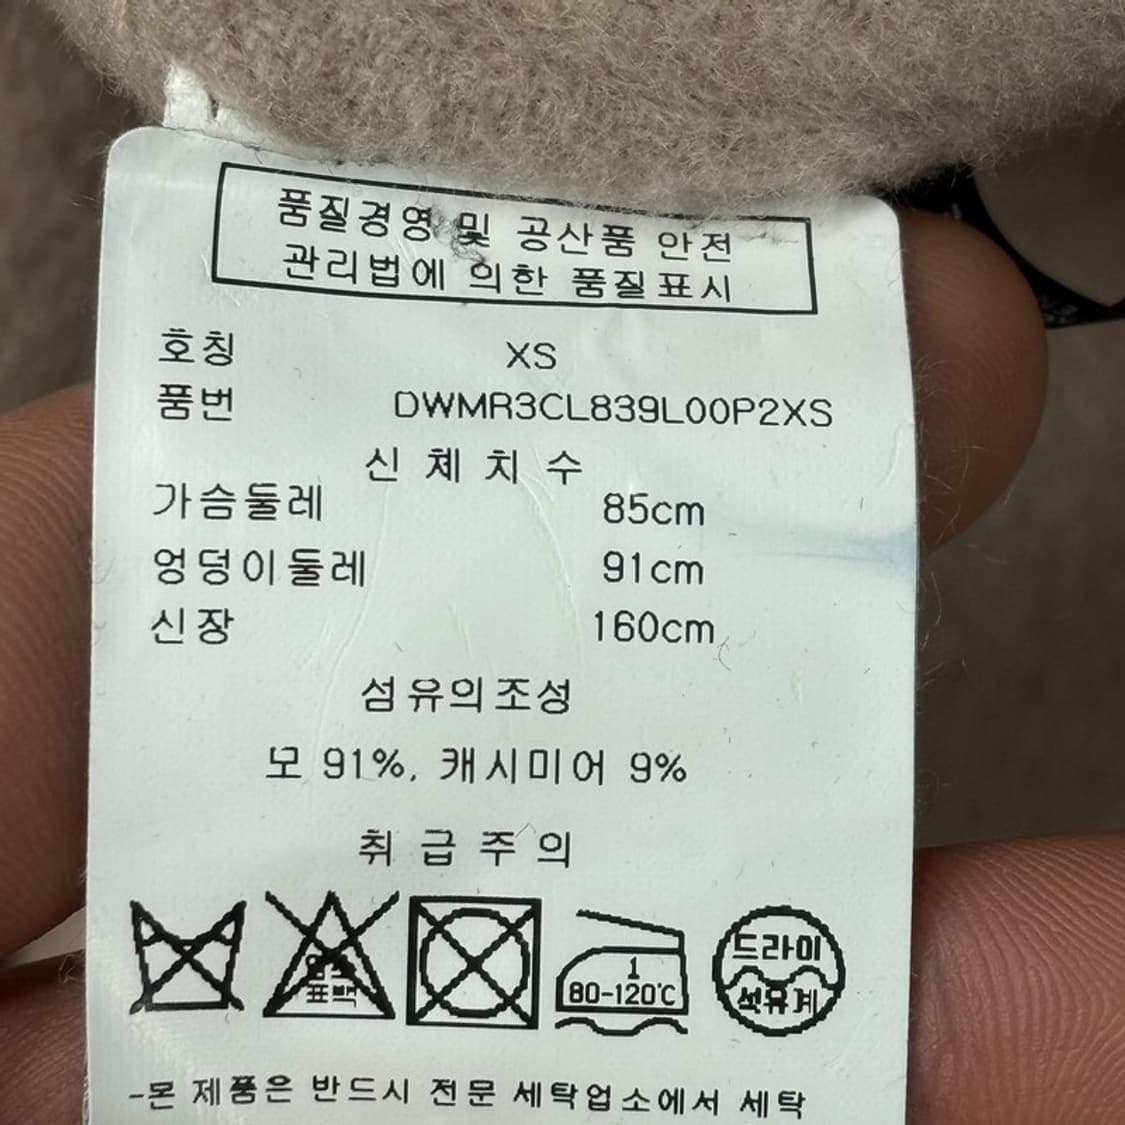 품질경영 및 공산품 안전
관리법에 의한 품질표시
호칭 XS
품번 DWMR3CL839L00P2XS
신 체 치 수
가슴둘레 85cm
엉덩이둘레 91cm
신장 160cm
섬유의조성
모 91%, 캐시미어 9%
취 급 주 의
표백
1
80-120℃
드라이
석유계
-몬 제품은 반드시 전문 세탁업소에서 세탁